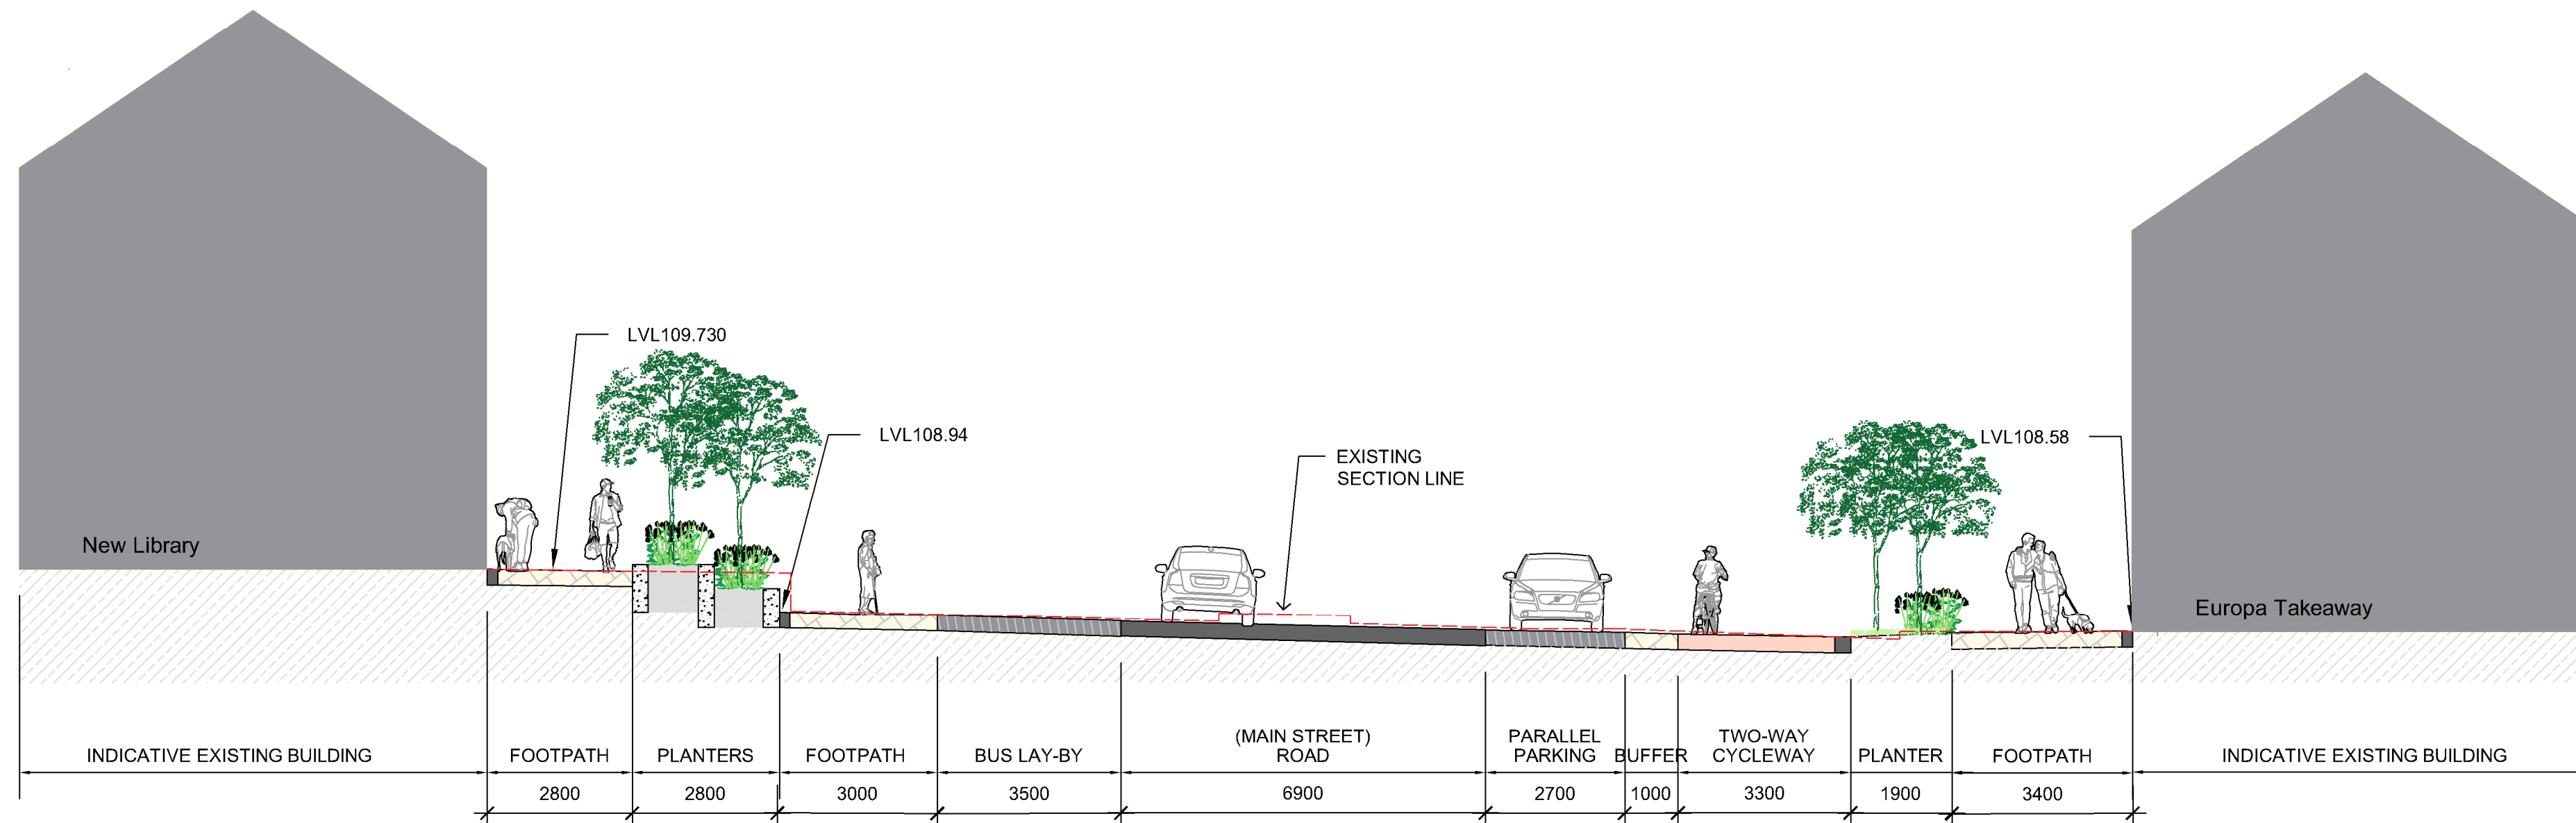 LVL109.730
LVL108.94
EXISTING
SECTION LINE
LVL108.58
New Library
Europa Takeaway
INDICATIVE EXISTING BUILDING
FOOTPATH
PLANTERS
FOOTPATH
BUS LAY-BY
(MAIN STREET)
ROAD
PARALLEL
PARKING
BUFFER
TWO-WAY
CYCLEWAY
PLANTER
FOOTPATH
INDICATIVE EXISTING BUILDING
2800
2800
3000
3500
6900
2700
1000
3300
1900
3400